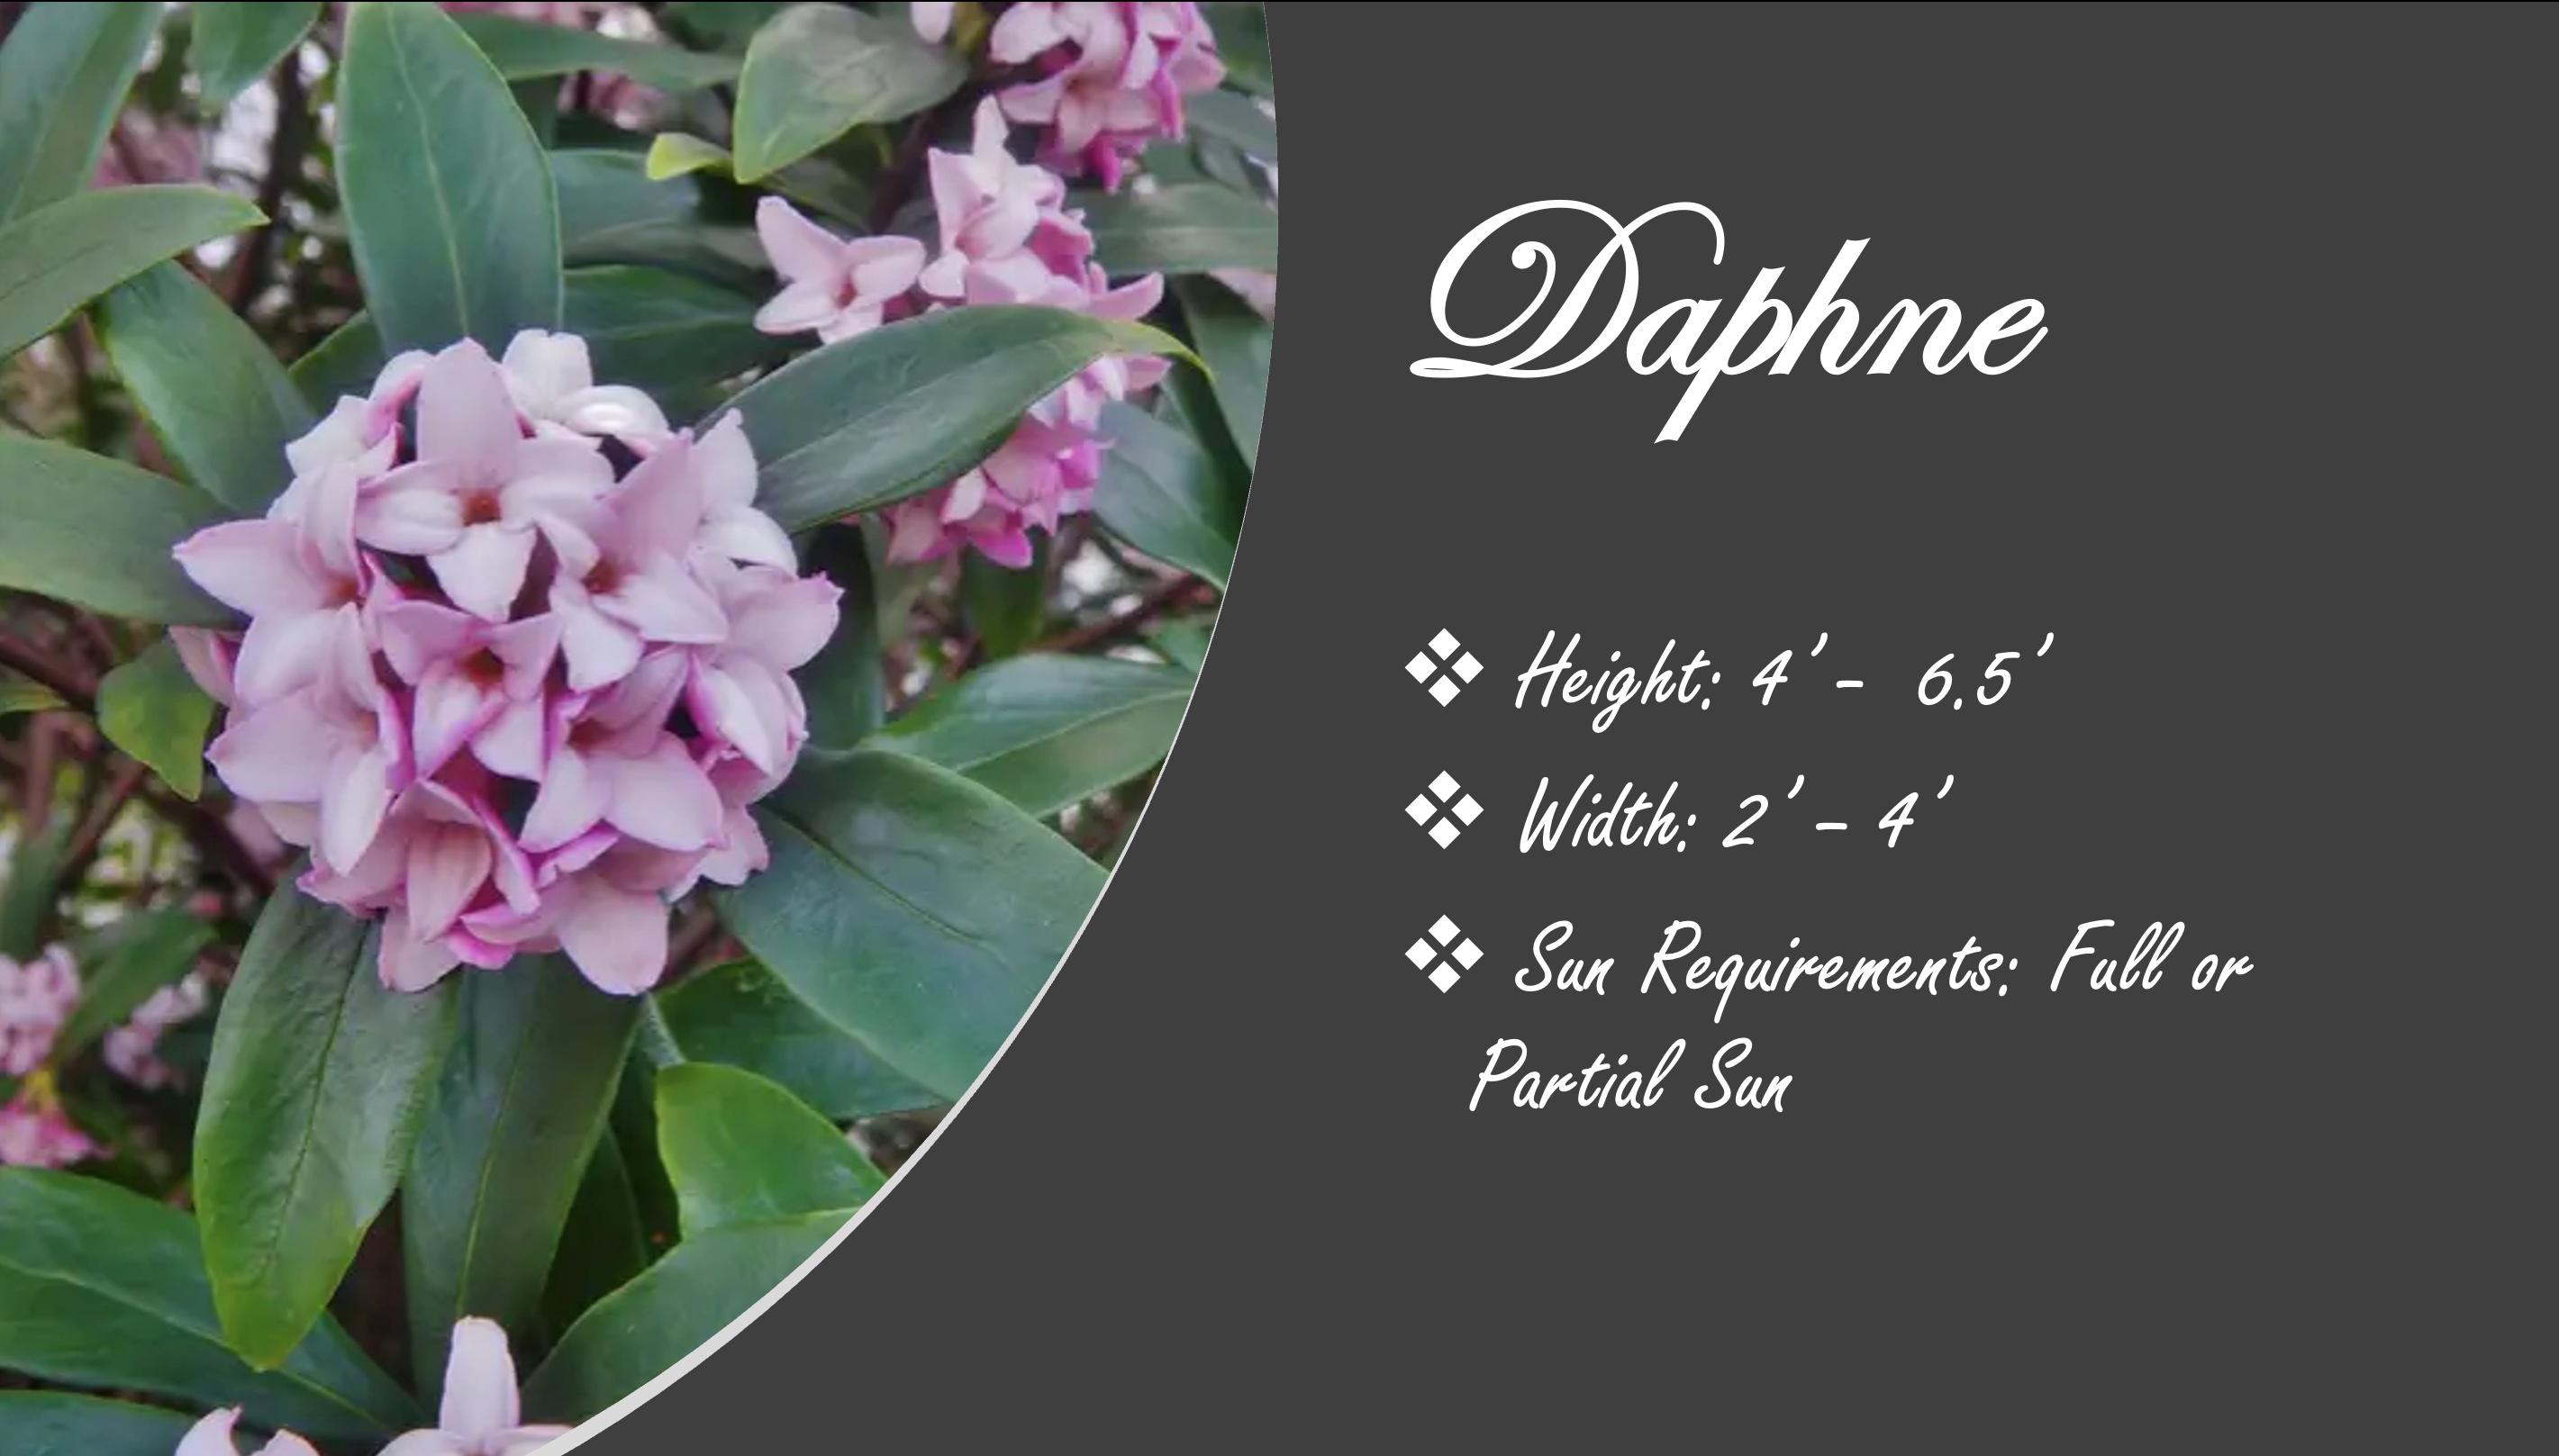 Daphne
❖ Height: 4’ - 6.5’
❖ Width: 2’ – 4’
❖ Sun Requirements: Full or
Partial Sun